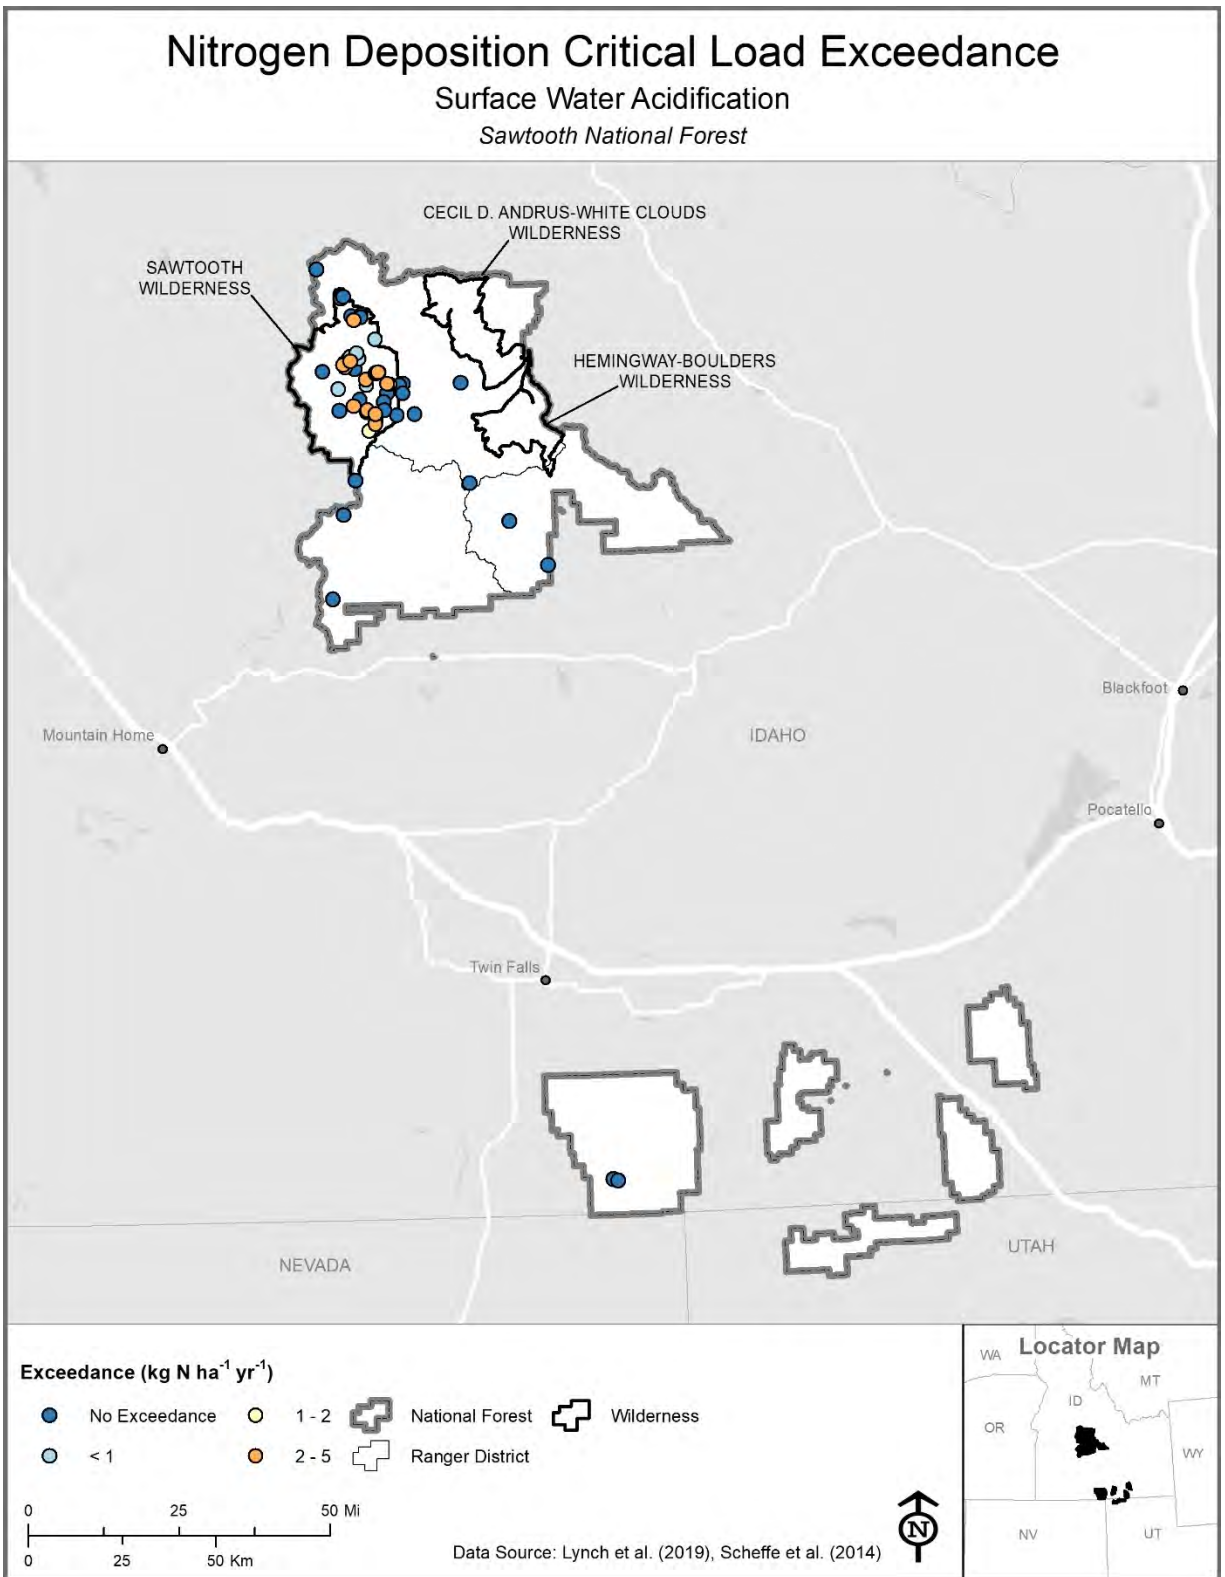 Nitrogen Deposition Critical Load Exceedance
Surface Water Acidification
Sawtooth National Forest
CECIL D. ANDRUS-WHITE CLOUDS
WILDERNESS
SAWTOOTH
WILDERNESS
HEMINGWAY-BOULDERS
WILDERNESS
Blackfoot
Mountain Home
IDAHO
Pocatello
Twin Falls
NEVADA
UTAH
Exceedance (kg N ha⁻¹ yr⁻¹)
No Exceedance
1 - 2
National Forest
Wilderness
< 1
2 - 5
Ranger District
0 25 50 Mi
0 25 50 Km
Data Source: Lynch et al. (2019), Scheffe et al. (2014)
N
Locator Map
WA
MT
ID
OR
WY
NV
UT